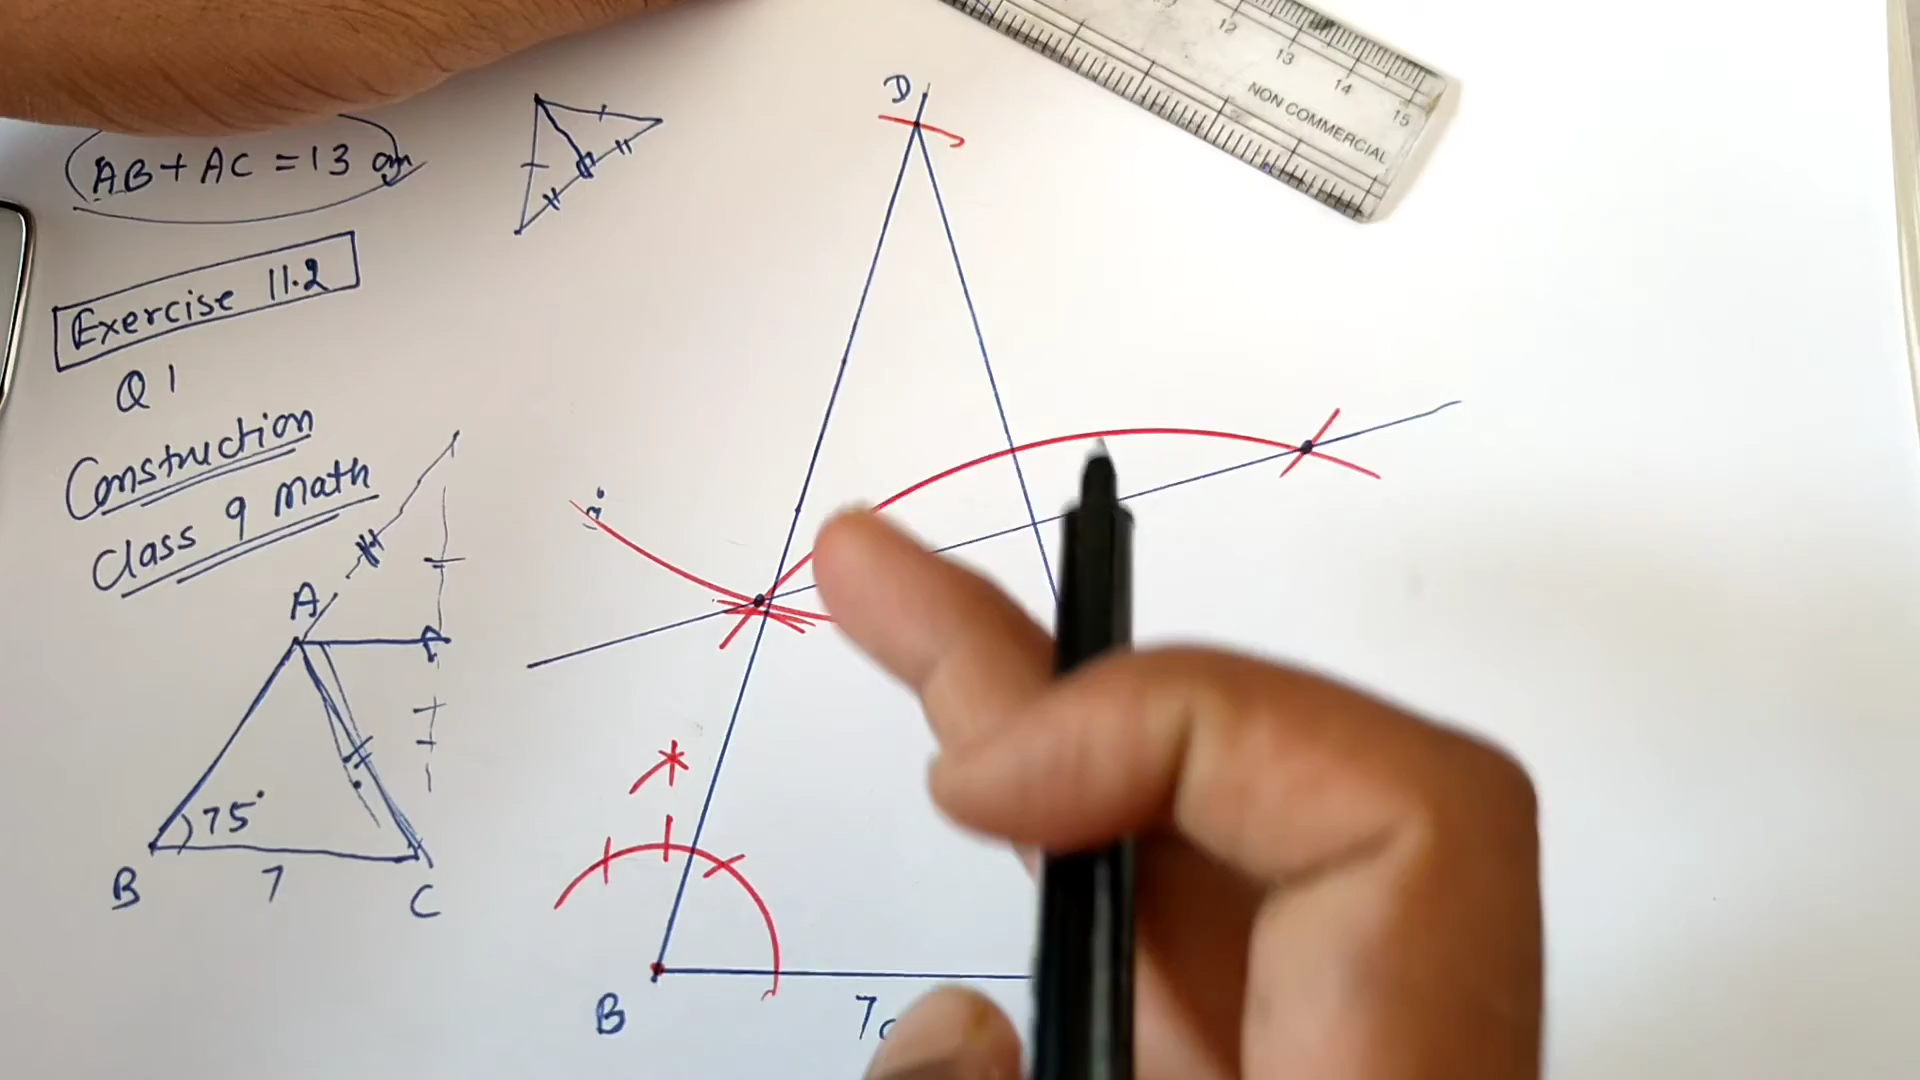 AB + AC = 13 cm
Exercise 11.2
Q 1
Construction
Class 9 math
A
75°
B
7
C
D
B
7c
12
13
14
15
NON COMMERCIAL